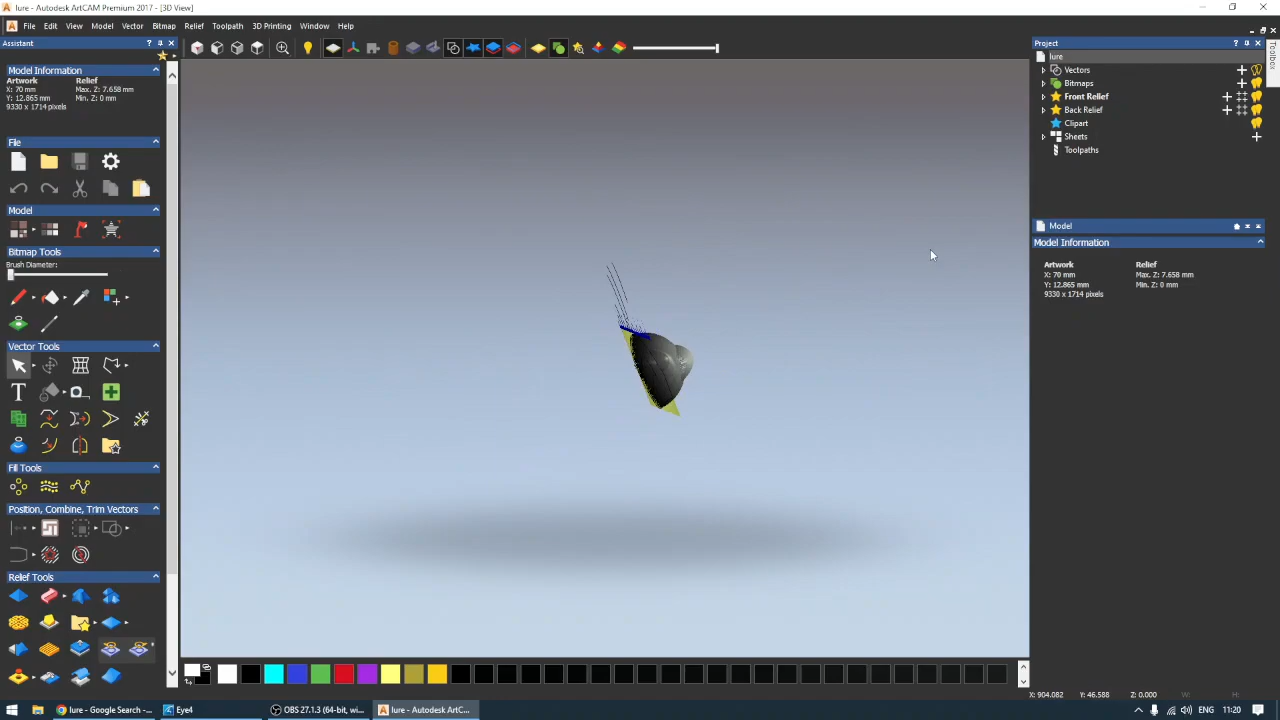 lure - Autodesk ArtCAM Premium 2017 - [3D View]
File Edit View Model Vector Bitmap Relief Toolpath 3D Printing Window Help
Assistant
Model Information
Artwork Relief
X: 70 mm Max. Z: 7.658 mm
Y: 12.865 mm Min. Z: 0 mm
9330 x 1714 pixels
File
Model
Bitmap Tools
Brush Diameter:
Vector Tools
Fill Tools
Position, Combine, Trim Vectors
Relief Tools
Project
lure
Vectors
Bitmaps
Front Relief
Back Relief
Clipart
Sheets
Toolpaths
Toolbox
Model
Model Information
Artwork Relief
X: 70 mm Max. Z: 7.658 mm
Y: 12.865 mm Min. Z: 0 mm
9330 x 1714 pixels
X: 904.082 Y: 46.588 Z: 0.000 W: H:
lure - Google Search -...
Eye4
OBS 27.1.3 (64-bit, wi...
lure - Autodesk ArtC...
ENG 11:20